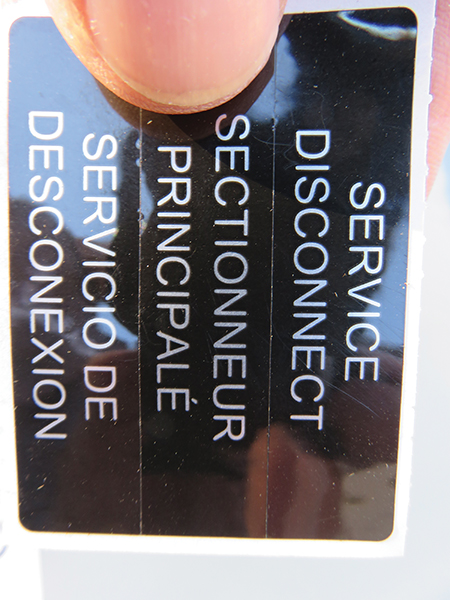 SERVICE
DISCONNECT
SECTIONNEUR
PRINCIPALÉ
SERVICIO DE
DESCONEXION